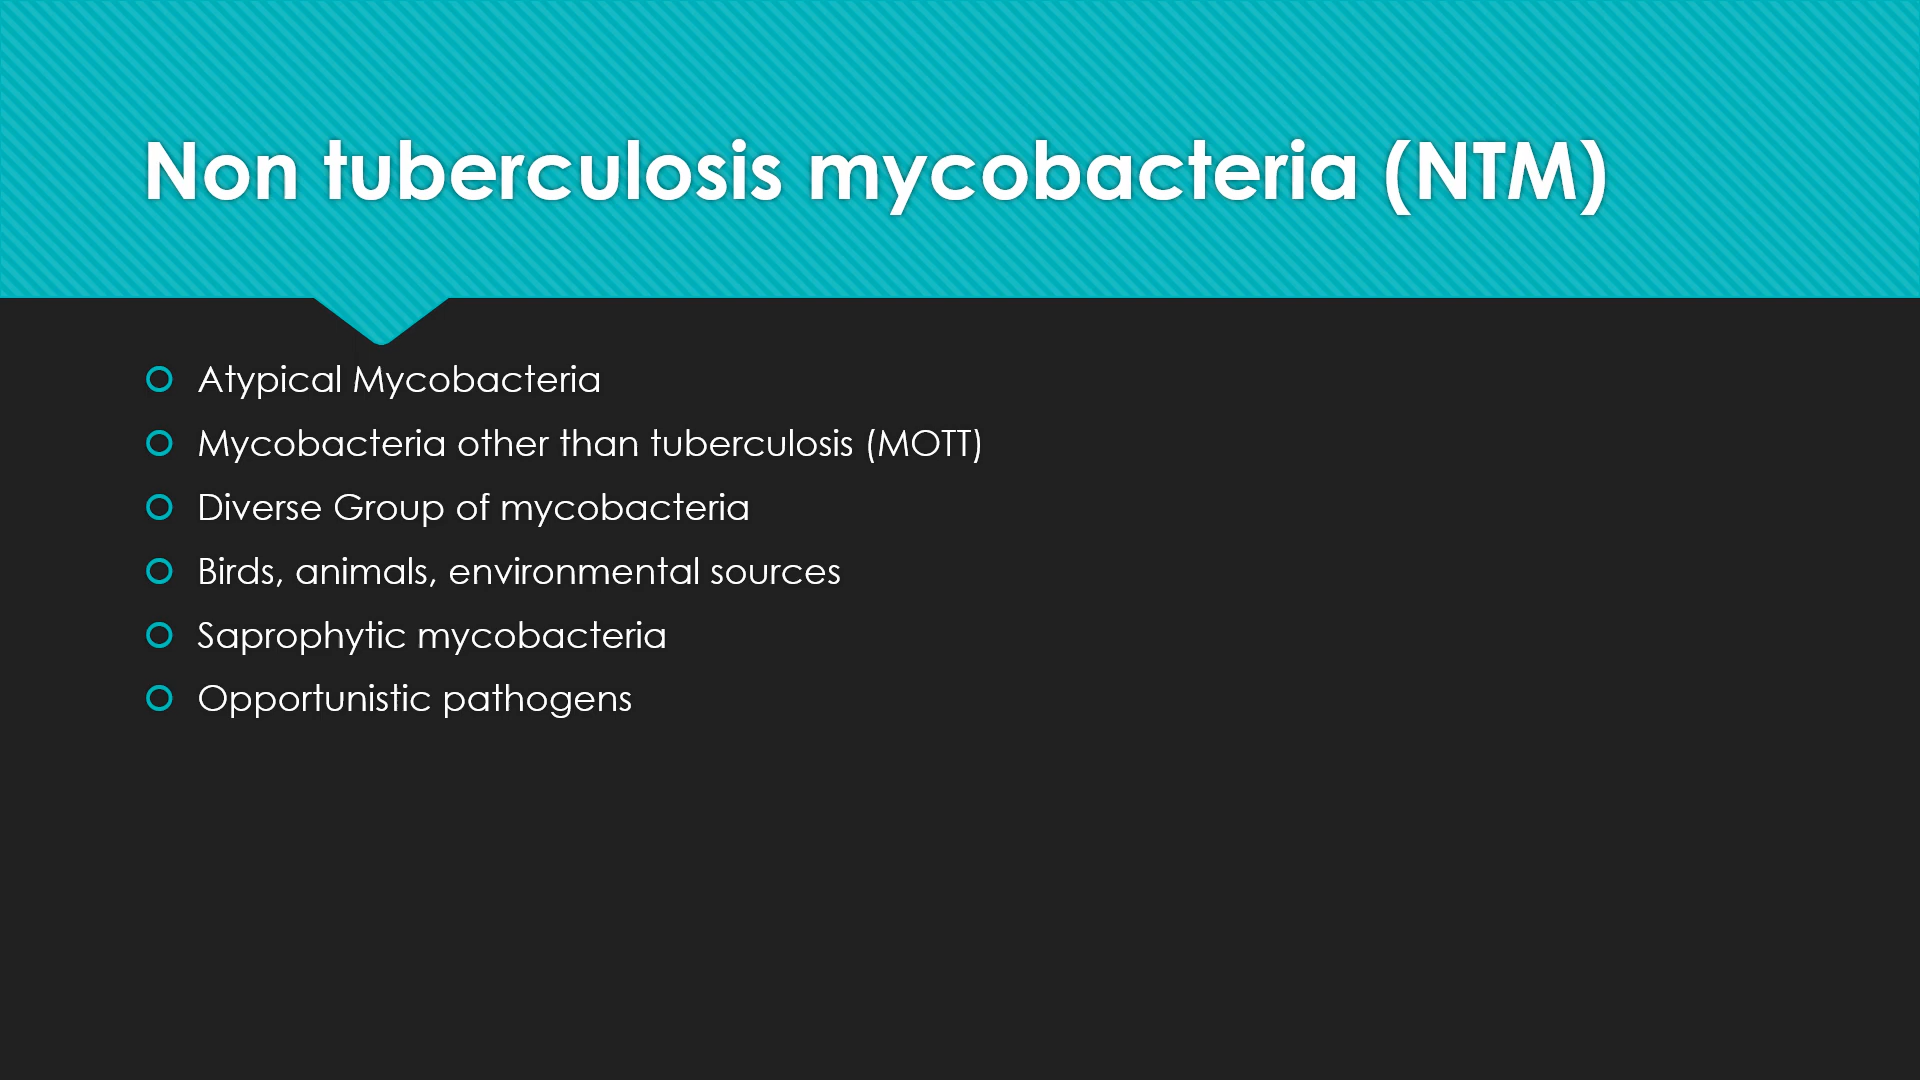 Non tuberculosis mycobacteria (NTM)
Atypical Mycobacteria
Mycobacteria other than tuberculosis (MOTT)
Diverse Group of mycobacteria
Birds, animals, environmental sources
Saprophytic mycobacteria
Opportunistic pathogens